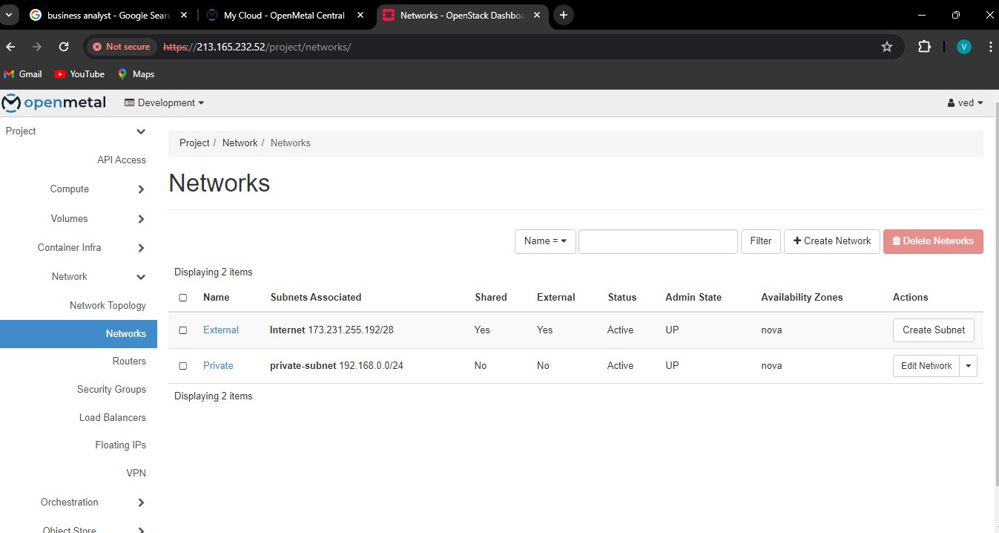 business analyst - Google Sear
My Cloud - OpenMetal Central
Networks - OpenStack Dashboa
Not secure https://213.165.232.52/project/networks/
V
Gmail YouTube Maps
openmetal Development ved
Project
API Access
Compute
Volumes
Container Infra
Network
Network Topology
Networks
Routers
Security Groups
Load Balancers
Floating IPs
VPN
Orchestration
Object Store
Project / Network / Networks
Networks
Name = Filter + Create Network Delete Networks
Displaying 2 items
Name Subnets Associated Shared External Status Admin State Availability Zones Actions
External Internet 173.231.255.192/28 Yes Yes Active UP nova Create Subnet
Private private-subnet 192.168.0.0/24 No No Active UP nova Edit Network
Displaying 2 items